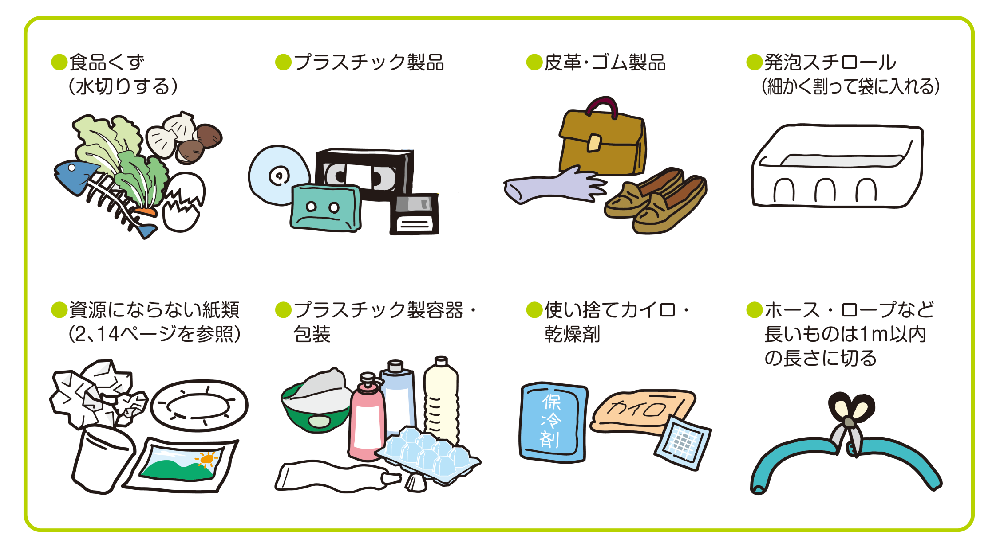 ●食品くず
(水切りする)
●プラスチック製品
●皮革・ゴム製品
●発泡スチロール
(細かく割って袋に入れる)
●資源にならない紙類
(2、14ページを参照)
●プラスチック製容器・
包装
●使い捨てカイロ・
乾燥剤
保
冷
剤
カイロ
●ホース・ロープなど
長いものは1m以内
の長さに切る